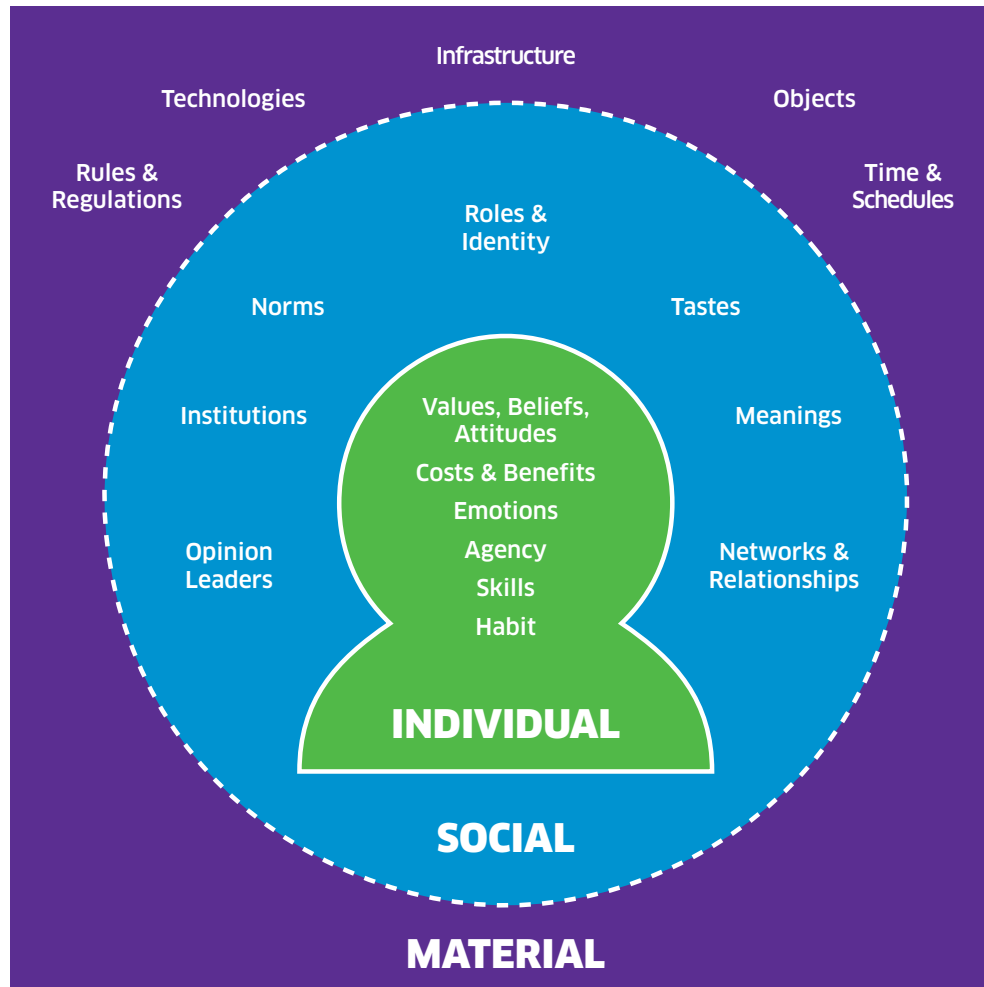 Infrastructure
Technologies
Objects
Rules &
Regulations
Time &
Schedules
Roles &
Identity
Norms
Tastes
Institutions
Meanings
Opinion
Leaders
Networks &
Relationships
Values, Beliefs,
Attitudes
Costs & Benefits
Emotions
Agency
Skills
Habit
INDIVIDUAL
SOCIAL
MATERIAL